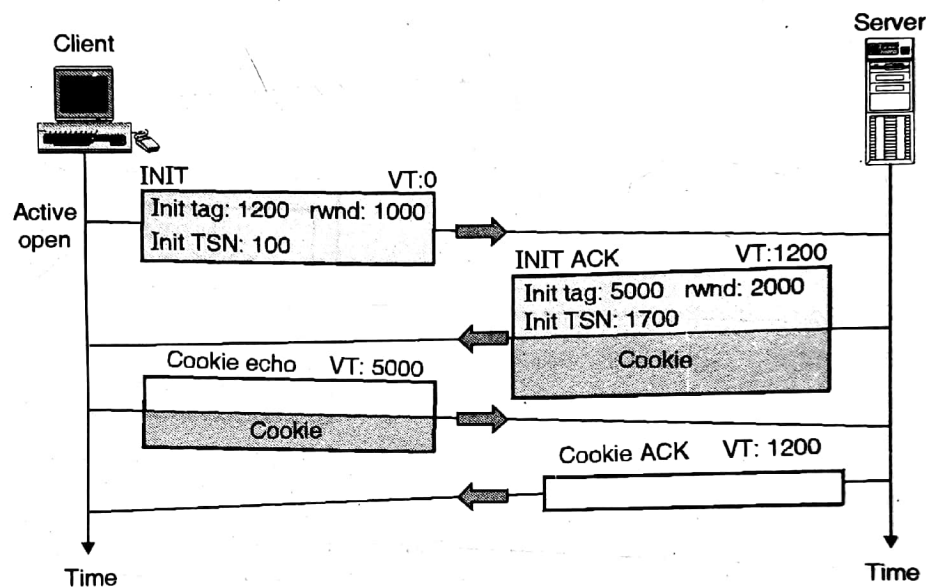 Client
Server
INIT VT:0
Init tag: 1200 rwnd: 1000
Init TSN: 100
Active
open
INIT ACK VT:1200
Init tag: 5000 rwnd: 2000
Init TSN: 1700
Cookie
Cookie echo VT: 5000
Cookie
Cookie ACK VT: 1200
Time
Time